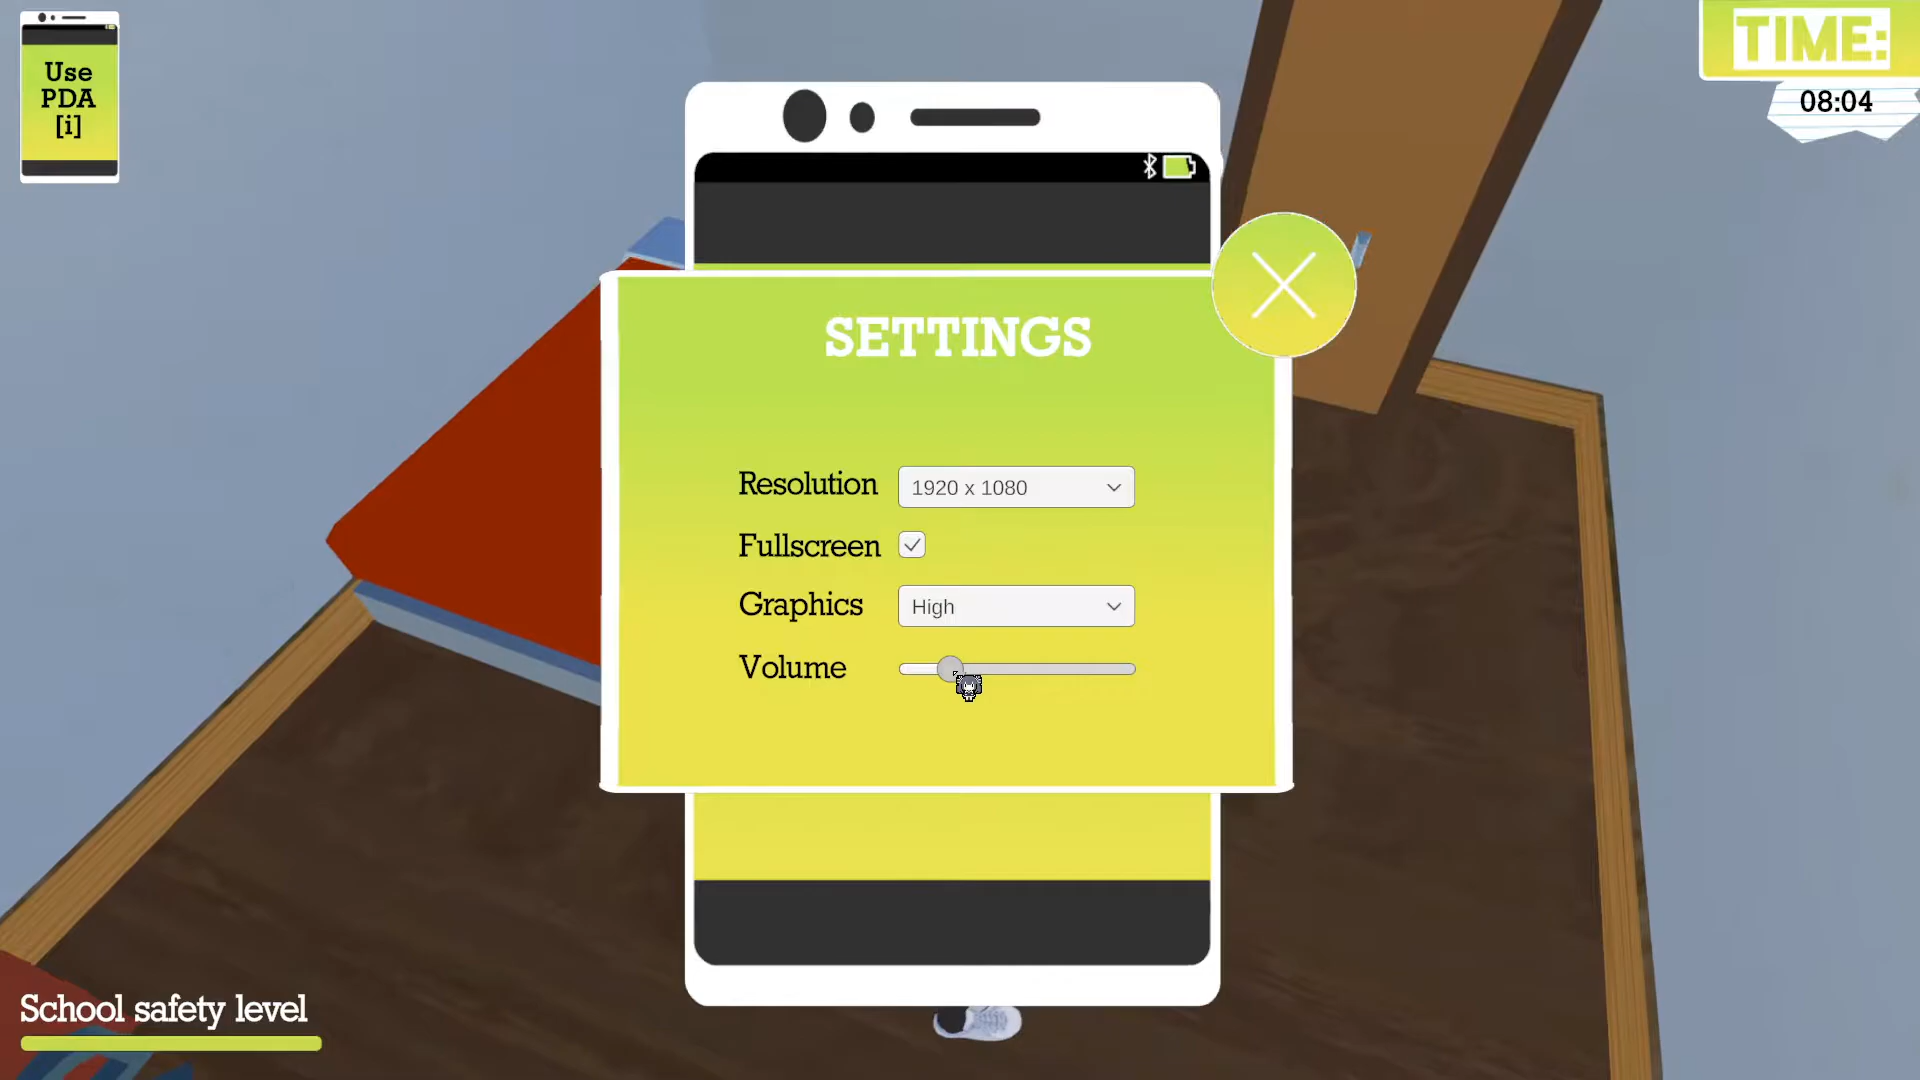 Use
PDA
[i]
TIME:
08:04
SETTINGS
Resolution 1920 x 1080
Fullscreen
Graphics High
Volume
School safety level